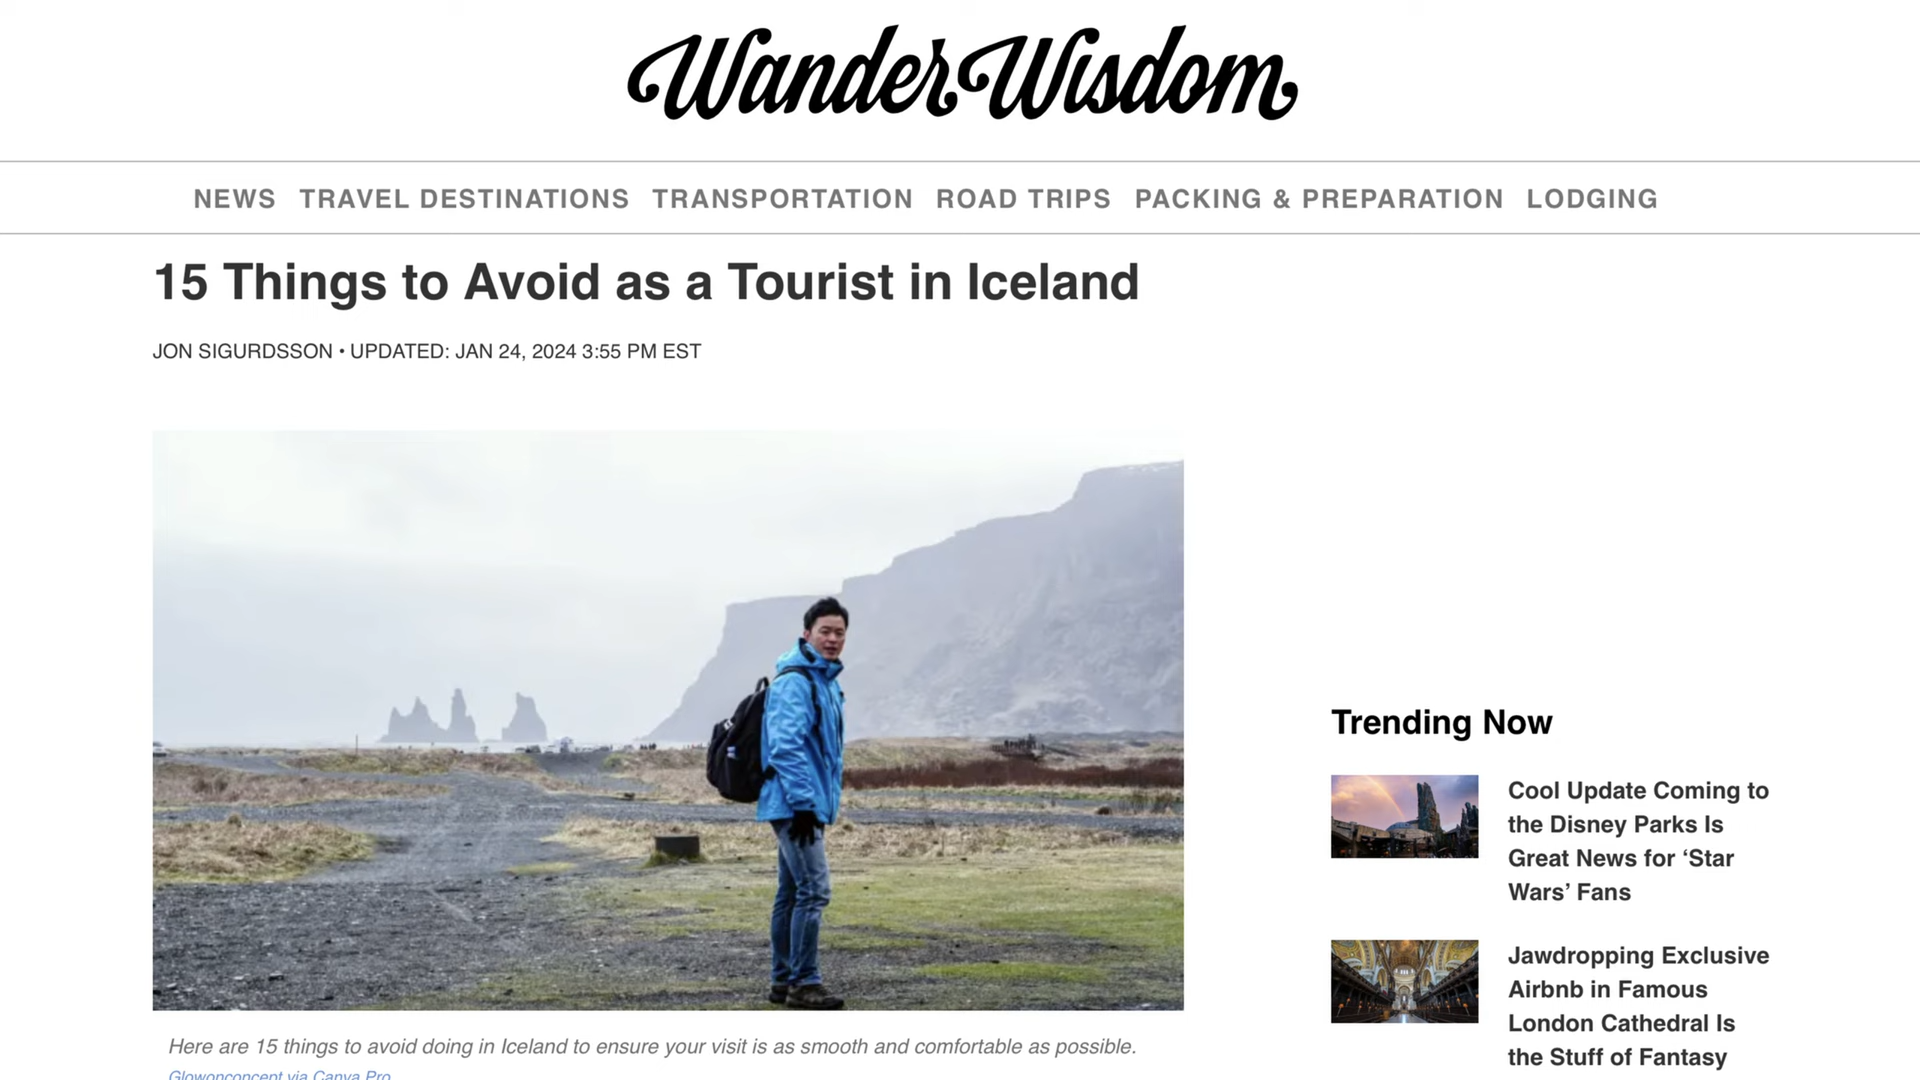 WanderWisdom
NEWS TRAVEL DESTINATIONS TRANSPORTATION ROAD TRIPS PACKING & PREPARATION LODGING
15 Things to Avoid as a Tourist in Iceland
JON SIGURDSSON • UPDATED: JAN 24, 2024 3:55 PM EST
Here are 15 things to avoid doing in Iceland to ensure your visit is as smooth and comfortable as possible.
Glowonconcept via Canva Pro
Trending Now
Cool Update Coming to
the Disney Parks Is
Great News for ‘Star
Wars’ Fans
Jawdropping Exclusive
Airbnb in Famous
London Cathedral Is
the Stuff of Fantasy